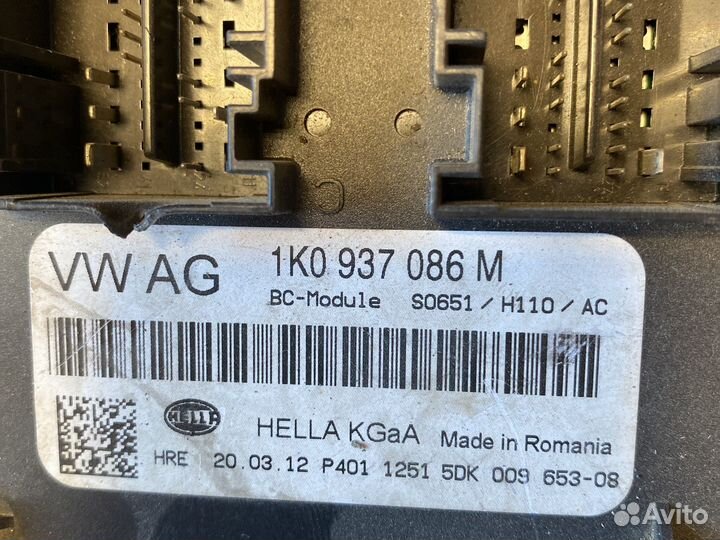 C
VW AG 1K0 937 086 M
BC-Module S0651 / H110 / AC
HELLA HELLA KGaA Made in Romania
HRE 20.03.12 P401 1251 5DK 009 653-08
Avito